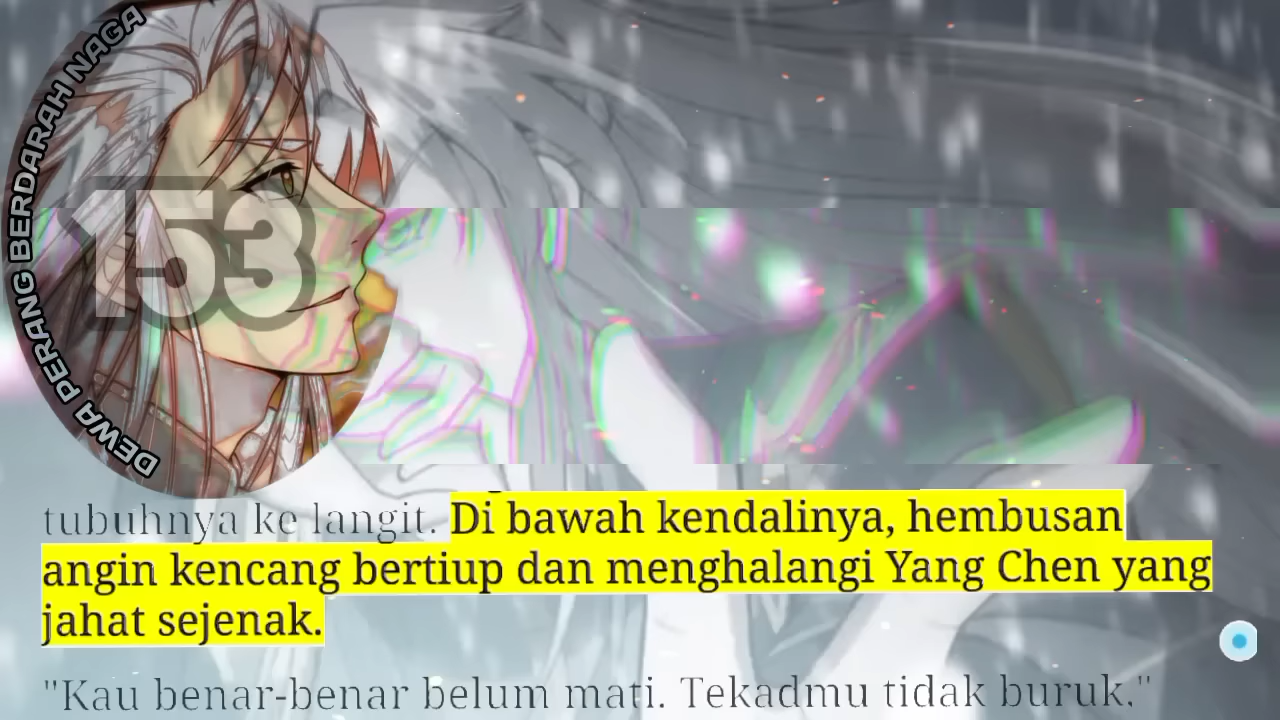 DEWA PERANG BERDARAH NAGA
153
tubuhnya ke langit. Di bawah kendalinya, hembusan
angin kencang bertiup dan menghalangi Yang Chen yang
jahat sejenak.
"Kau benar-benar belum mati. Tekadmu tidak buruk,"